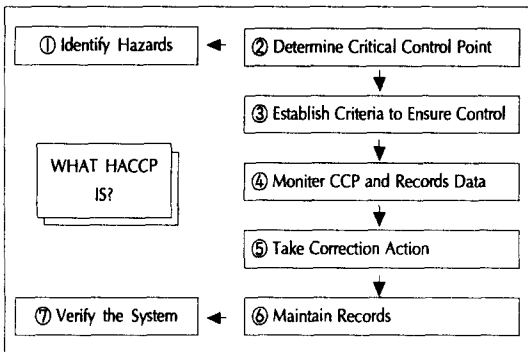 ① Identify Hazards
② Determine Critical Control Point
③ Establish Criteria to Ensure Control
WHAT HACCP
IS?
④ Moniter CCP and Records Data
⑤ Take Correction Action
⑦ Verify the System
⑥ Maintain Records